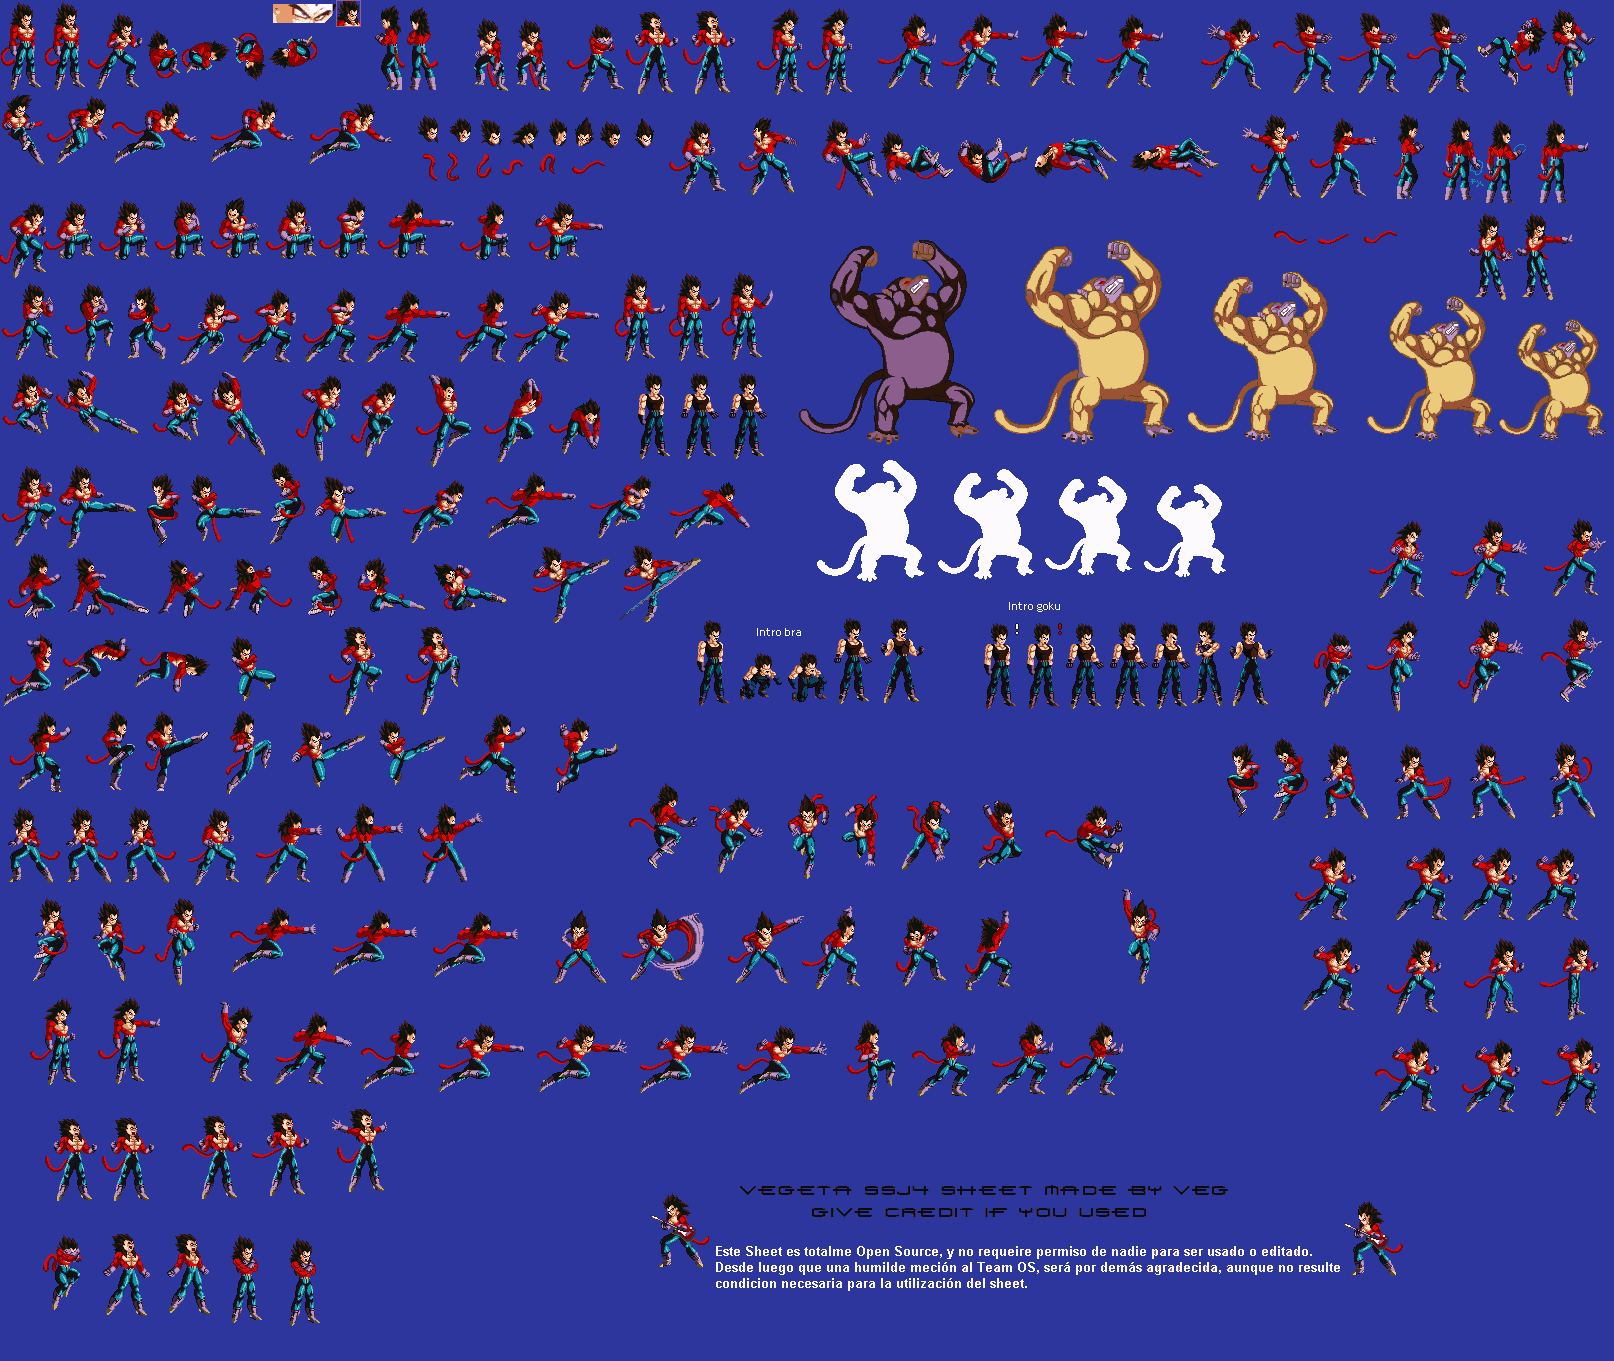 Intro goku
! !
Intro bra
VEGETA SSJ4 SHEET MADE BY VEG
GIVE CREDIT IF YOU USED
Este Sheet es totalme Open Source, y no requeire permiso de nadie para ser usado o editado.
Desde luego que una humilde meción al Team OS, será por demás agradecida, aunque no resulte
condicion necesaria para la utilización del sheet.